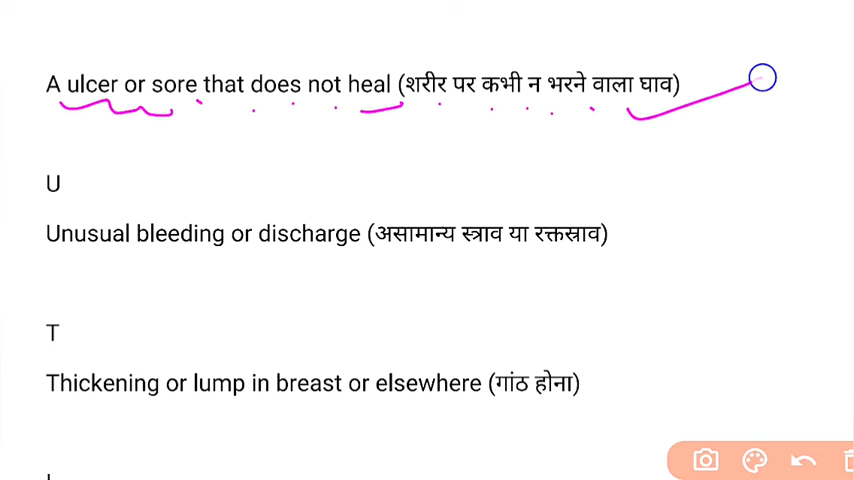 A ulcer or sore that does not heal (शरीर पर कभी न भरने वाला घाव)
U
Unusual bleeding or discharge (असामान्य स्त्राव या रक्तस्राव)
T
Thickening or lump in breast or elsewhere (गांठ होना)